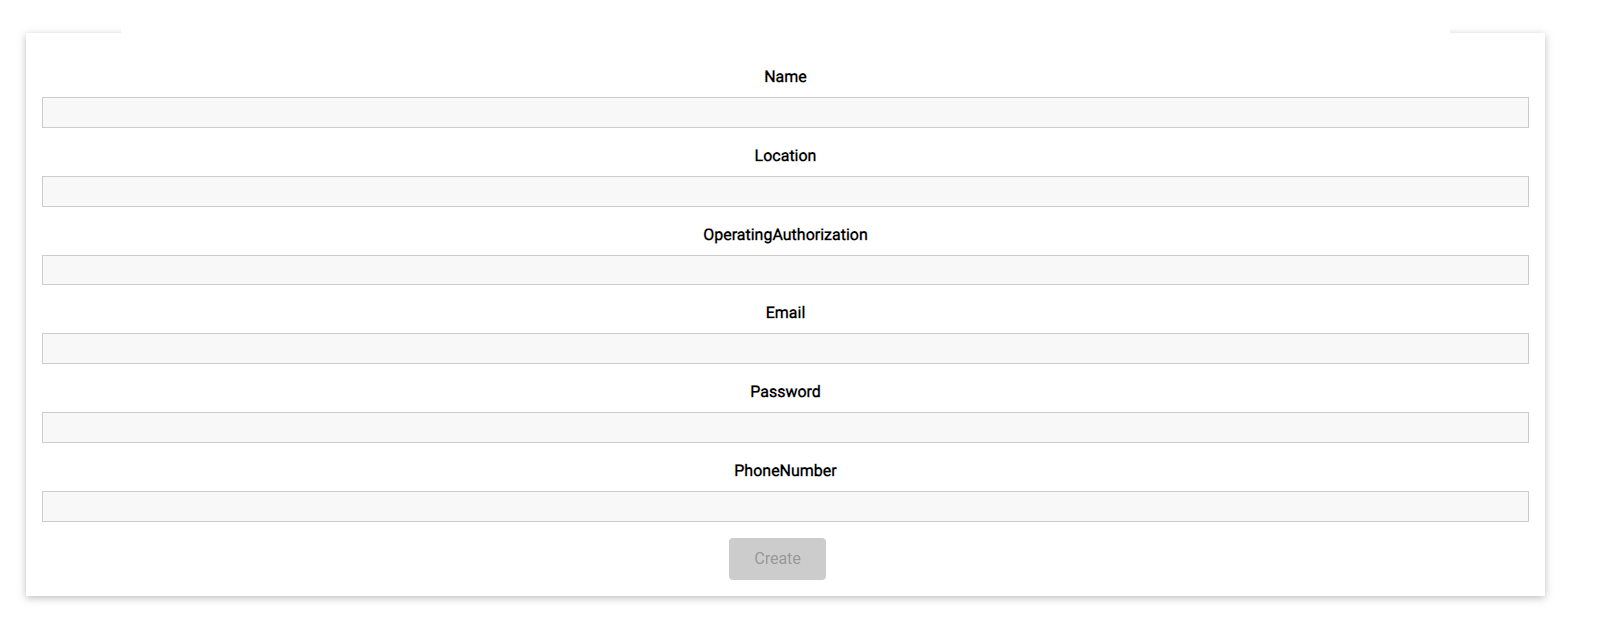 Name
Location
OperatingAuthorization
Email
Password
PhoneNumber
Create